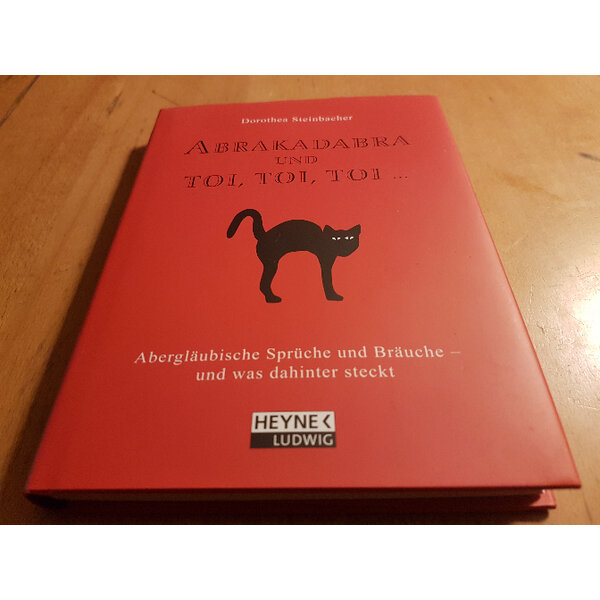 Dorothea Steinbacher
ABRAKADABRA
UND
TOI, TOI, TOI ...
Abergläubische Sprüche und Bräuche –
und was dahinter steckt
HEYNE <
LUDWIG